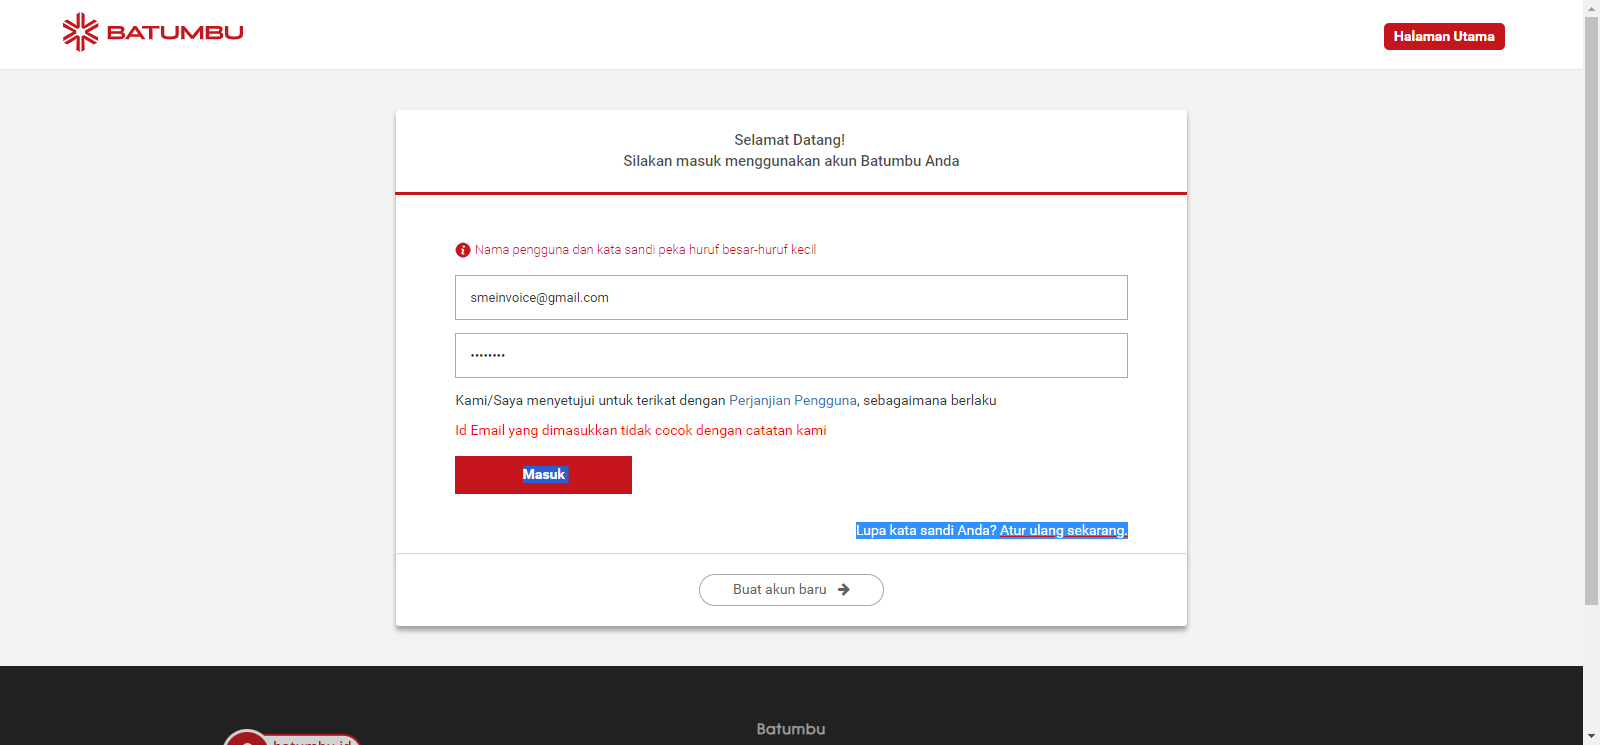 BATUMBU
Halaman Utama
Selamat Datang!
Silakan masuk menggunakan akun Batumbu Anda
Nama pengguna dan kata sandi peka huruf besar-huruf kecil
smeinvoice@gmail.com
••••••••
Kami/Saya menyetujui untuk terikat dengan Perjanjian Pengguna, sebagaimana berlaku
Id Email yang dimasukkan tidak cocok dengan catatan kami
Masuk
Lupa kata sandi Anda? Atur ulang sekarang.
Buat akun baru
Batumbu
batumbu.id